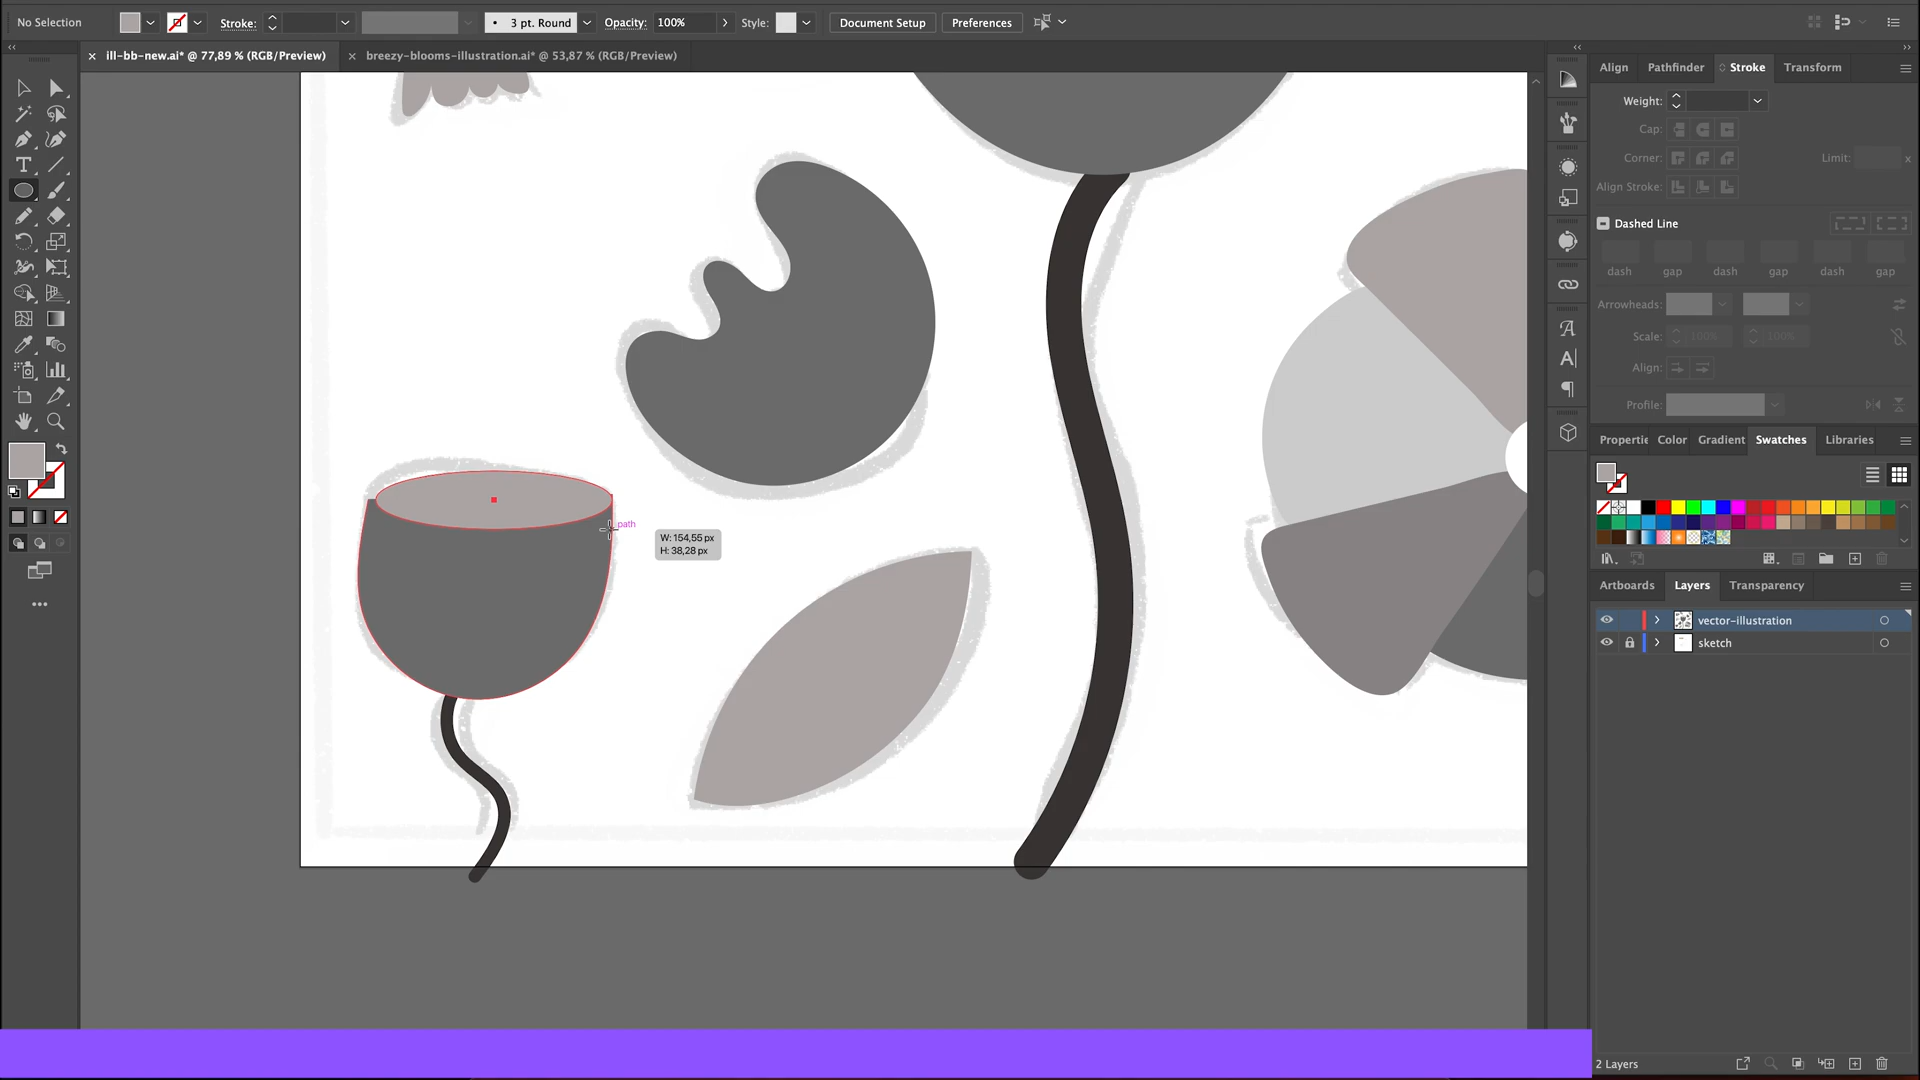 No Selection
Stroke:
3 pt. Round
Opacity:
100%
Style:
Document Setup
Preferences
ill-bb-new.ai* @ 77,89 % (RGB/Preview)
breezy-blooms-illustration.ai* @ 53,87 % (RGB/Preview)
Align
Pathfinder
Stroke
Transform
Weight:
Cap:
Corner:
Limit:
x
Align Stroke:
Dashed Line
dash
gap
dash
gap
dash
gap
Arrowheads:
Scale:
100%
100%
Align:
Profile:
Properti
Color
Gradient
Swatches
Libraries
path
W: 154,55 px
H: 38,28 px
Artboards
Layers
Transparency
vector-illustration
sketch
2 Layers